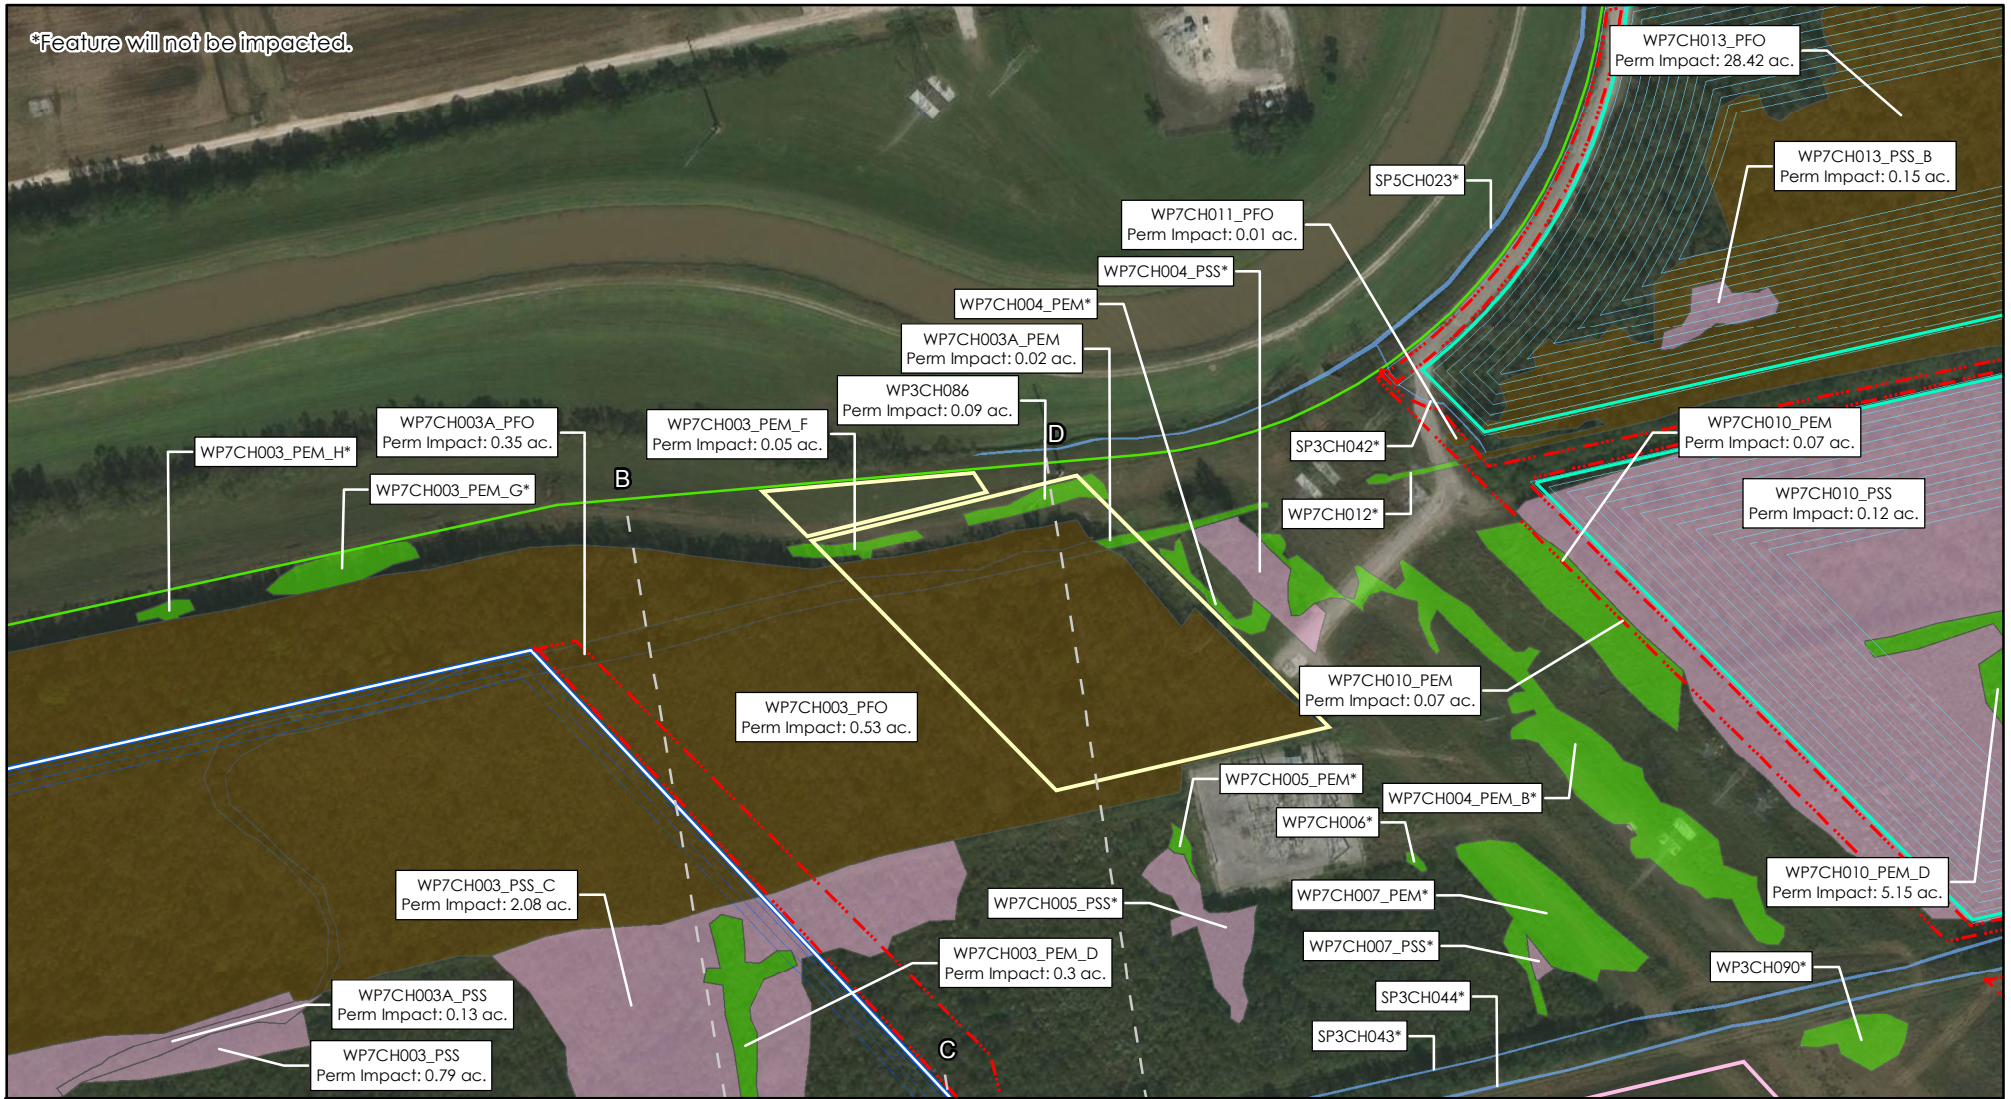 *Feature will not be impacted.
WP7CH013_PFO
Perm Impact: 28.42 ac.
WP7CH013_PSS_B
Perm Impact: 0.15 ac.
SP5CH023*
WP7CH011_PFO
Perm Impact: 0.01 ac.
WP7CH004_PSS*
WP7CH004_PEM*
WP7CH003A_PEM
Perm Impact: 0.02 ac.
WP3CH086
Perm Impact: 0.09 ac.
WP7CH003A_PFO
Perm Impact: 0.35 ac.
WP7CH003_PEM_F
Perm Impact: 0.05 ac.
D
WP7CH010_PEM
Perm Impact: 0.07 ac.
SP3CH042*
WP7CH003_PEM_H*
B
WP7CH003_PEM_G*
WP7CH012*
WP7CH010_PSS
Perm Impact: 0.12 ac.
WP7CH010_PEM
Perm Impact: 0.07 ac.
WP7CH003_PFO
Perm Impact: 0.53 ac.
WP7CH005_PEM*
WP7CH004_PEM_B*
WP7CH006*
WP7CH010_PEM_D
Perm Impact: 5.15 ac.
WP7CH003_PSS_C
Perm Impact: 2.08 ac.
WP7CH005_PSS*
WP7CH007_PEM*
WP7CH007_PSS*
WP7CH003_PEM_D
Perm Impact: 0.3 ac.
WP3CH090*
WP7CH003A_PSS
Perm Impact: 0.13 ac.
SP3CH044*
SP3CH043*
C
WP7CH003_PSS
Perm Impact: 0.79 ac.